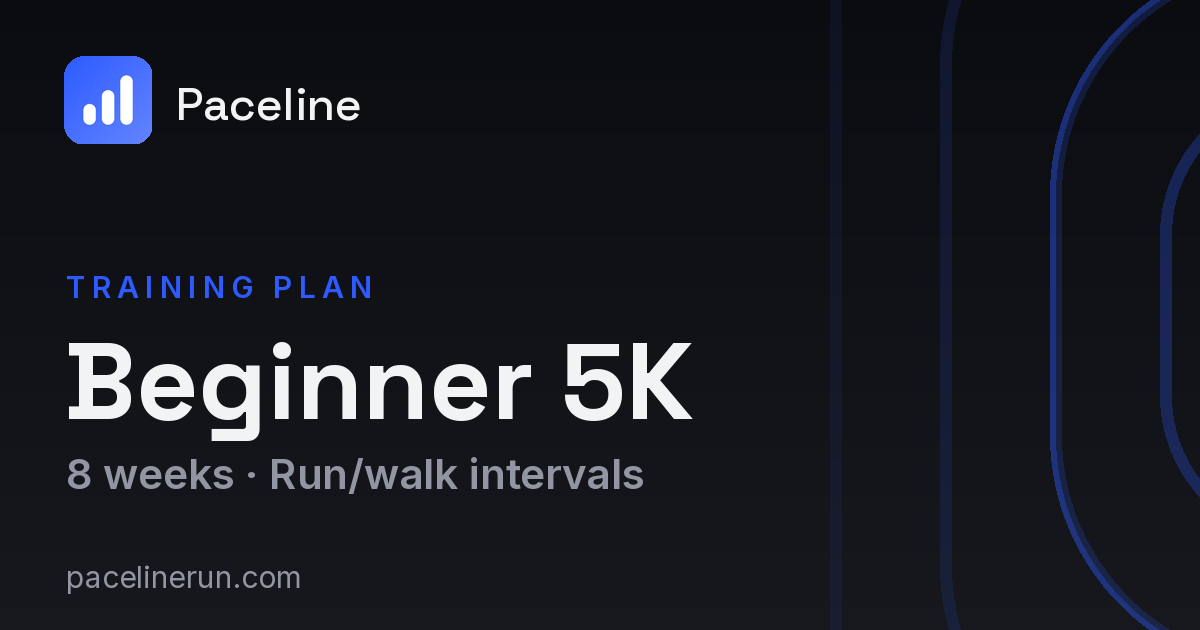 Paceline
TRAINING PLAN
Beginner 5K
8 weeks · Run/walk intervals
pacelinerun.com